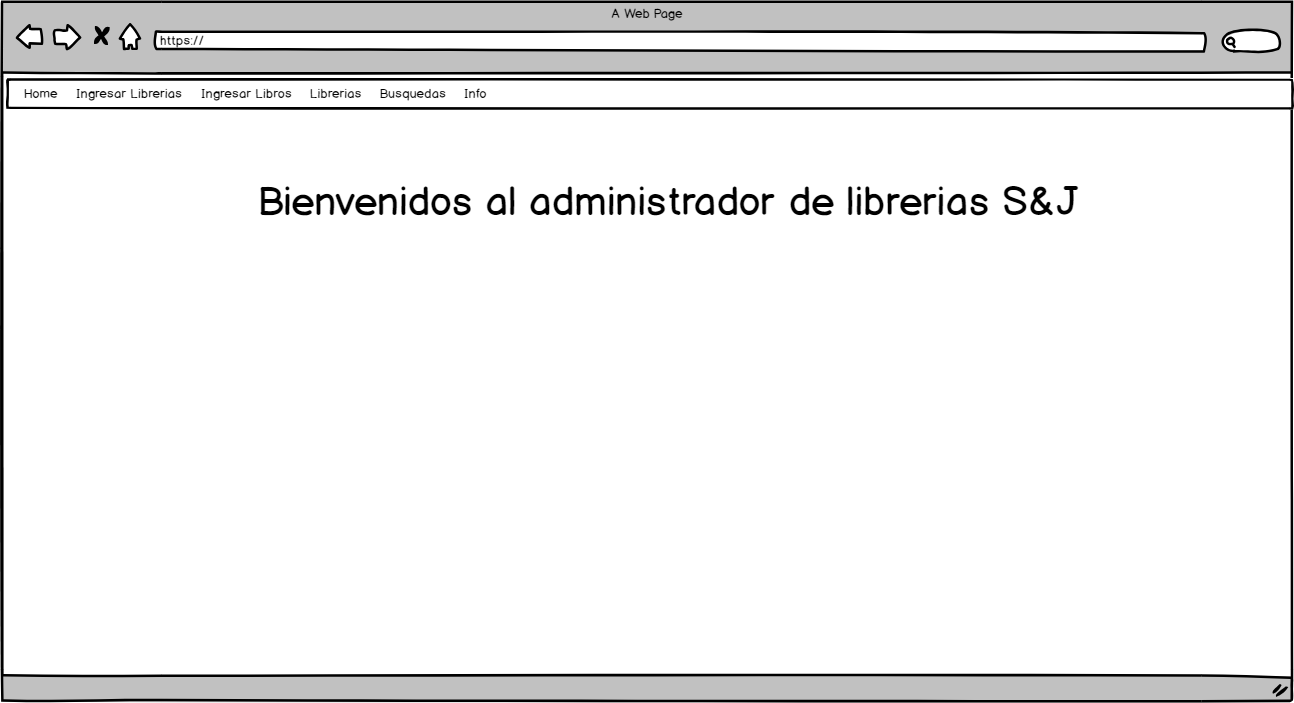 A Web Page
https://
Home Ingresar Librerias Ingresar Libros Librerias Busquedas Info
Bienvenidos al administrador de librerias S&J